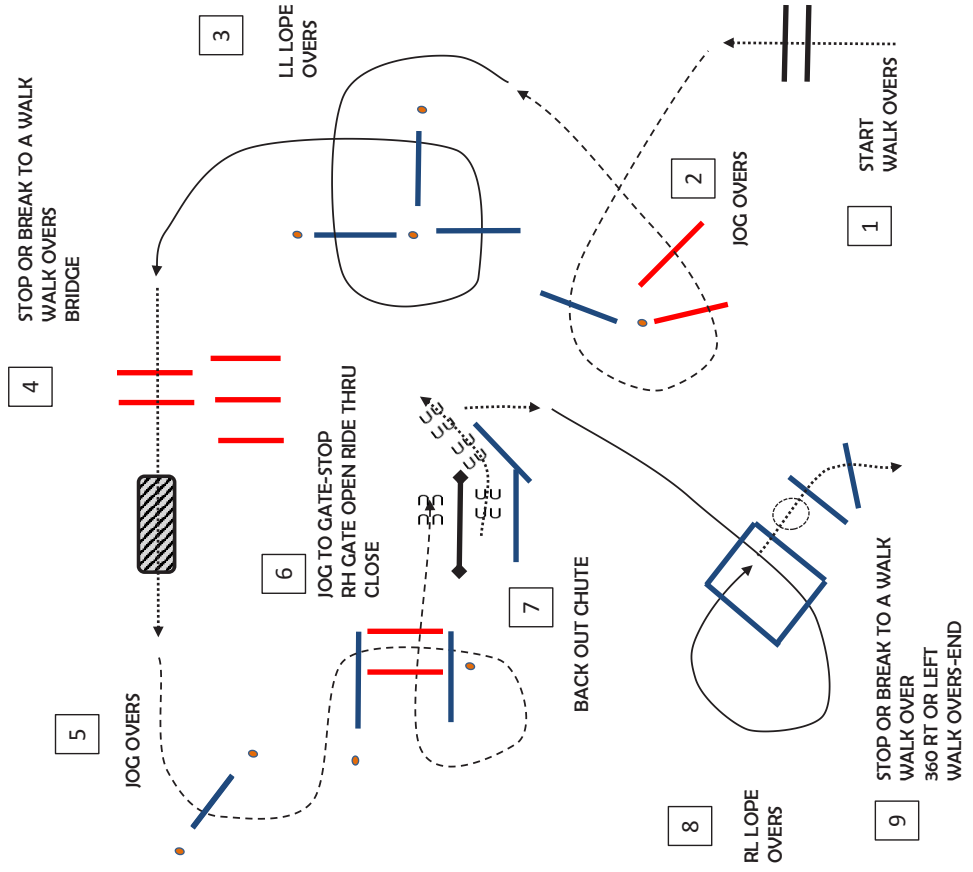 1
START
WALK OVERS
2
JOG OVERS
3
LL LOPE
OVERS
4
STOP OR BREAK TO A WALK
WALK OVERS
BRIDGE
5
JOG OVERS
6
JOG TO GATE-STOP
RH GATE OPEN RIDE THRU
CLOSE
7
BACK OUT CHUTE
8
RL LOPE
OVERS
9
STOP OR BREAK TO A WALK
WALK OVER
360 RT OR LEFT
WALK OVERS-END